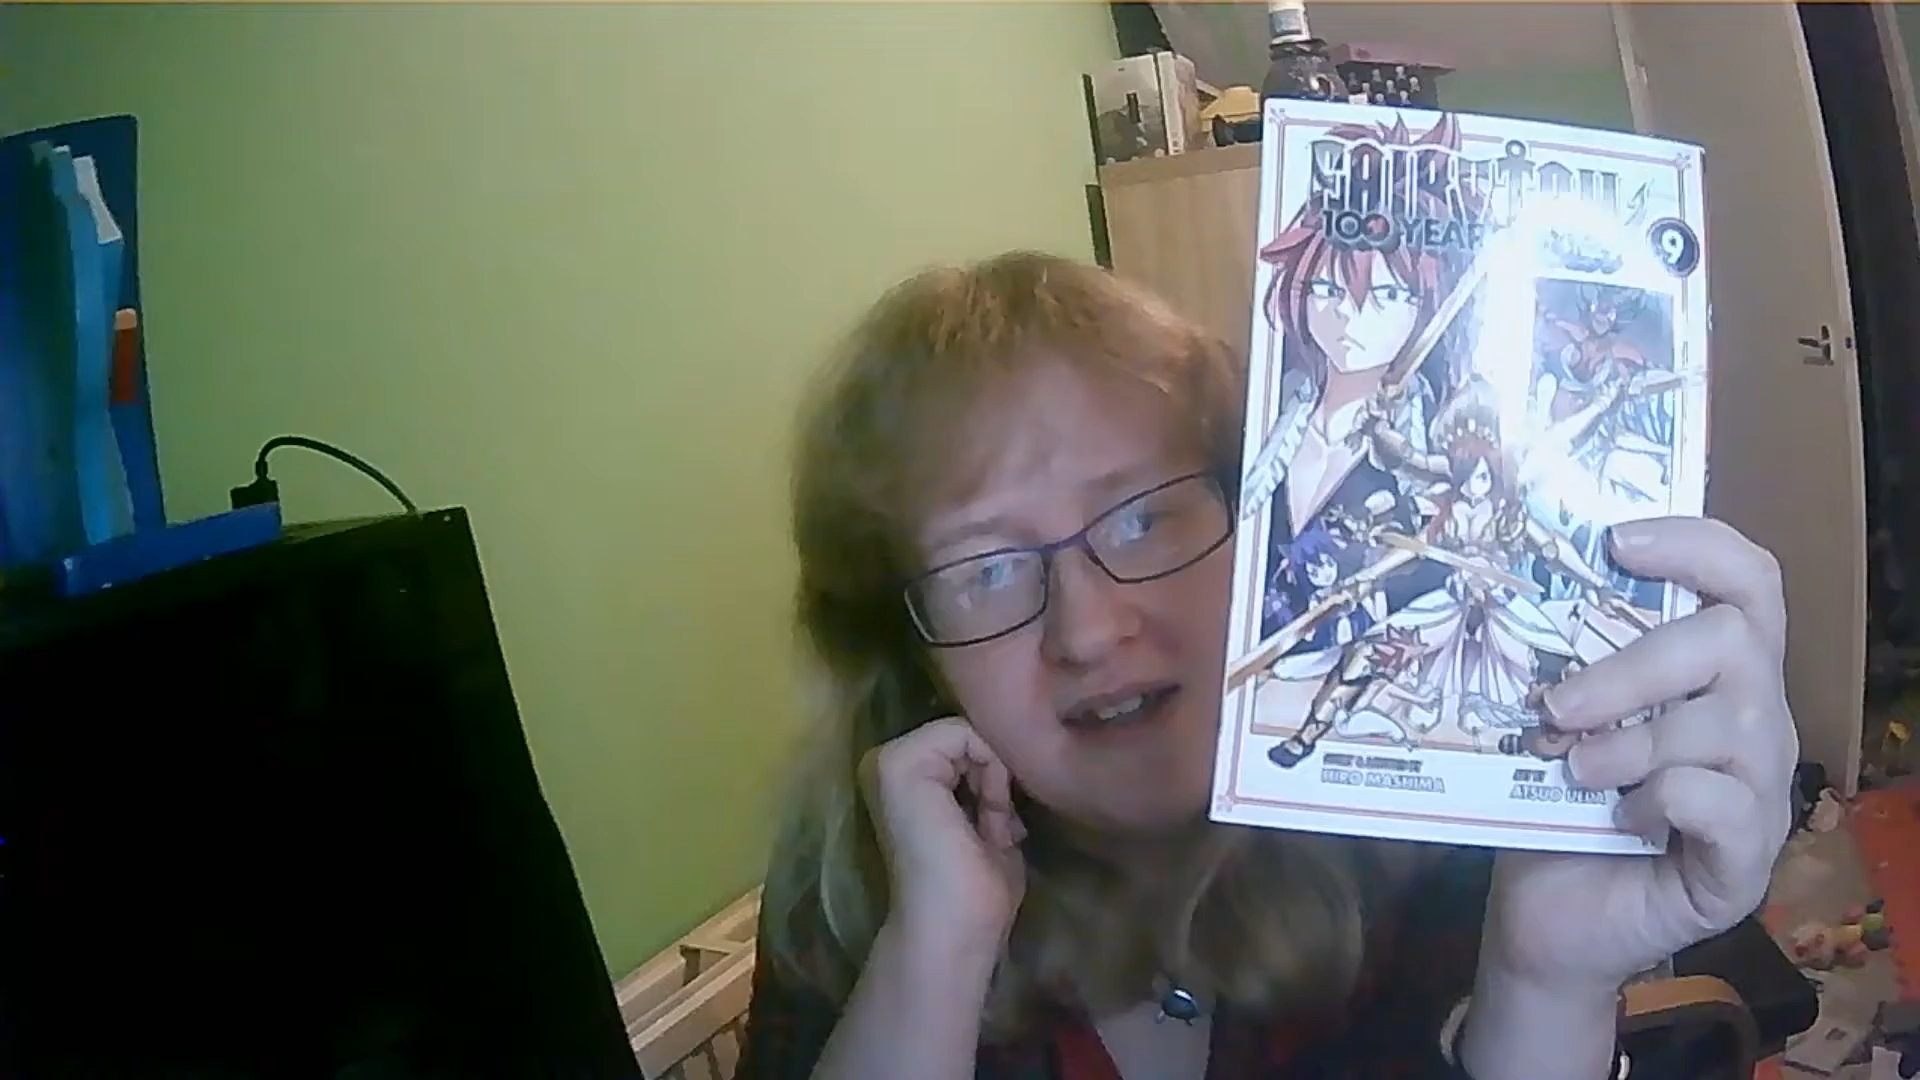 FAIRY TAIL
100 YEAR
9
HIRO MASHIMA
ATSUO UEDA